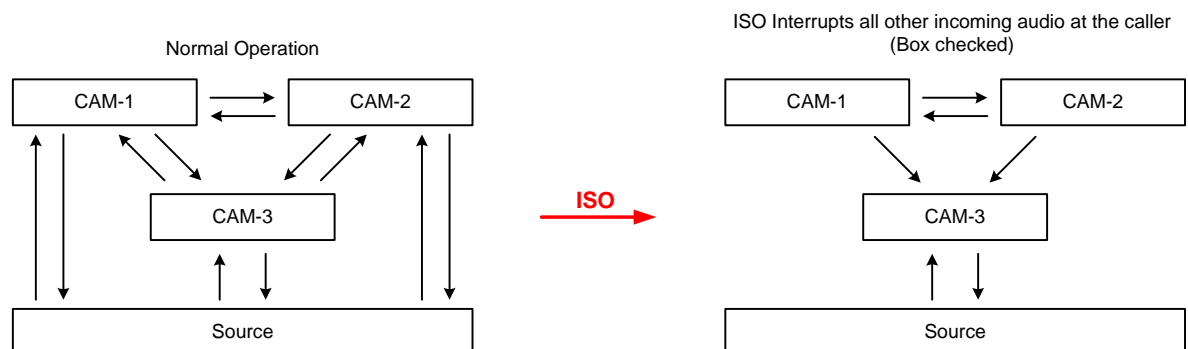 Normal Operation
CAM-1
CAM-2
CAM-3
Source
ISO
ISO Interrupts all other incoming audio at the caller
(Box checked)
CAM-1
CAM-2
CAM-3
Source